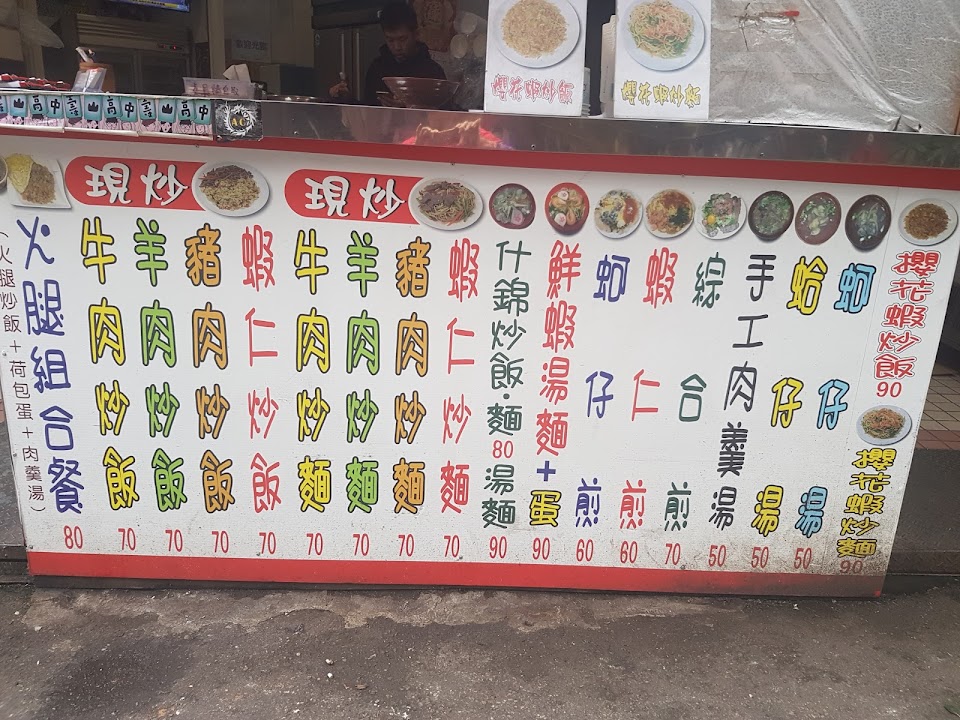 櫻花蝦炒飯
櫻花蝦炒麵
高中
高中
高中
現炒
現炒
(火腿炒飯+荷包蛋+肉羹湯)
火腿組合餐
80
牛肉炒飯
70
羊肉炒飯
70
豬肉炒飯
70
蝦仁炒飯
70
牛肉炒麵
70
羊肉炒麵
70
豬肉炒麵
70
蝦仁炒麵
70
什錦炒飯.麵
80
湯麵
90
鮮蝦湯麵+蛋
90
蚵仔煎
60
蝦仁煎
60
綜合煎
70
手工肉羹湯
50
蛤仔湯
50
蚵仔湯
50
櫻花蝦炒飯
90
櫻花蝦炒麵
90